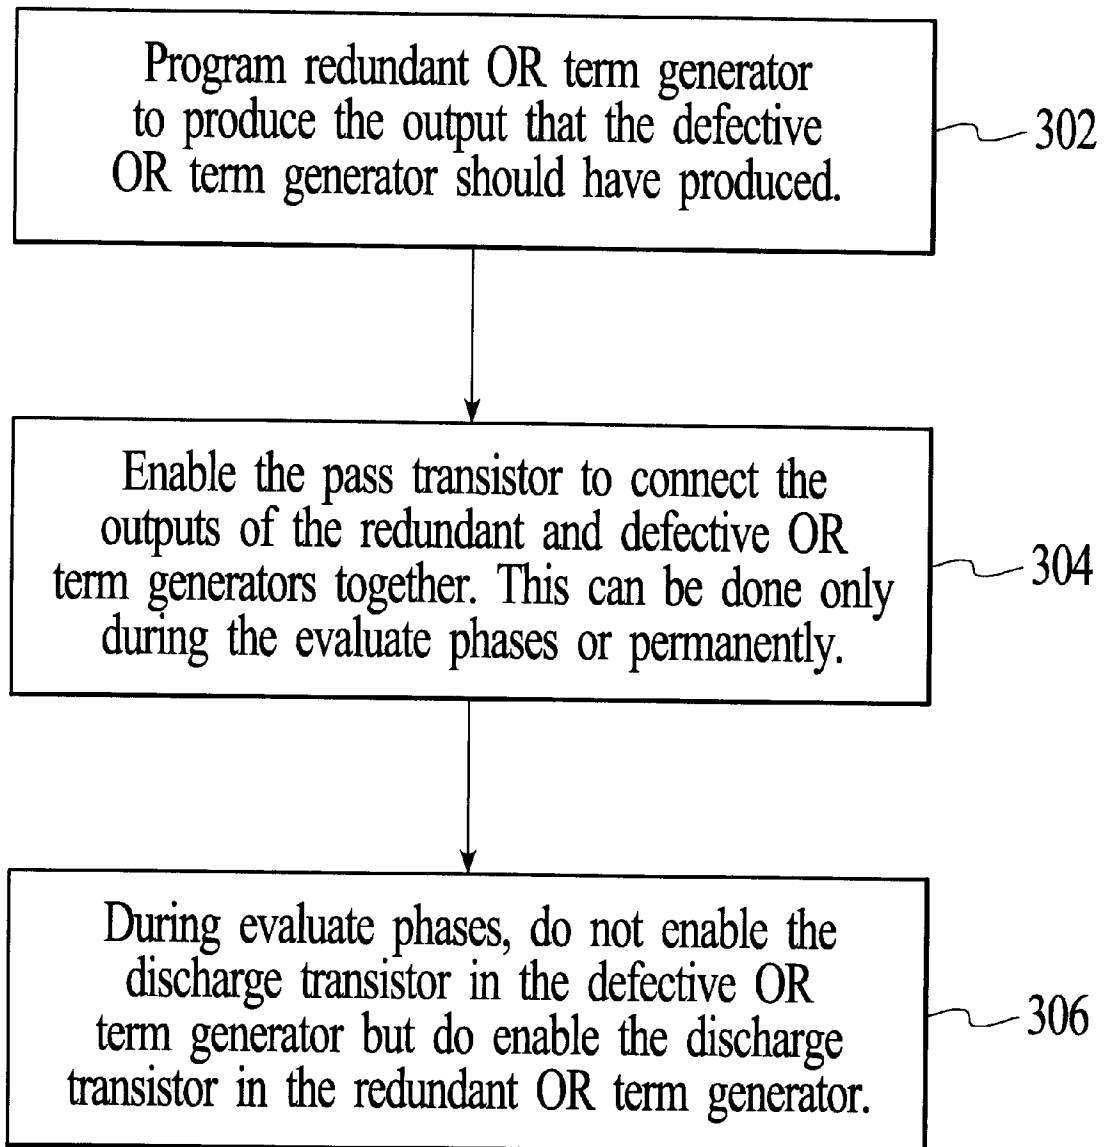 Program redundant OR term generator
to produce the output that the defective
OR term generator should have produced.
302
Enable the pass transistor to connect the
outputs of the redundant and defective OR
term generators together. This can be done only
during the evaluate phases or permanently.
304
During evaluate phases, do not enable the
discharge transistor in the defective OR
term generator but do enable the discharge
transistor in the redundant OR term generator.
306